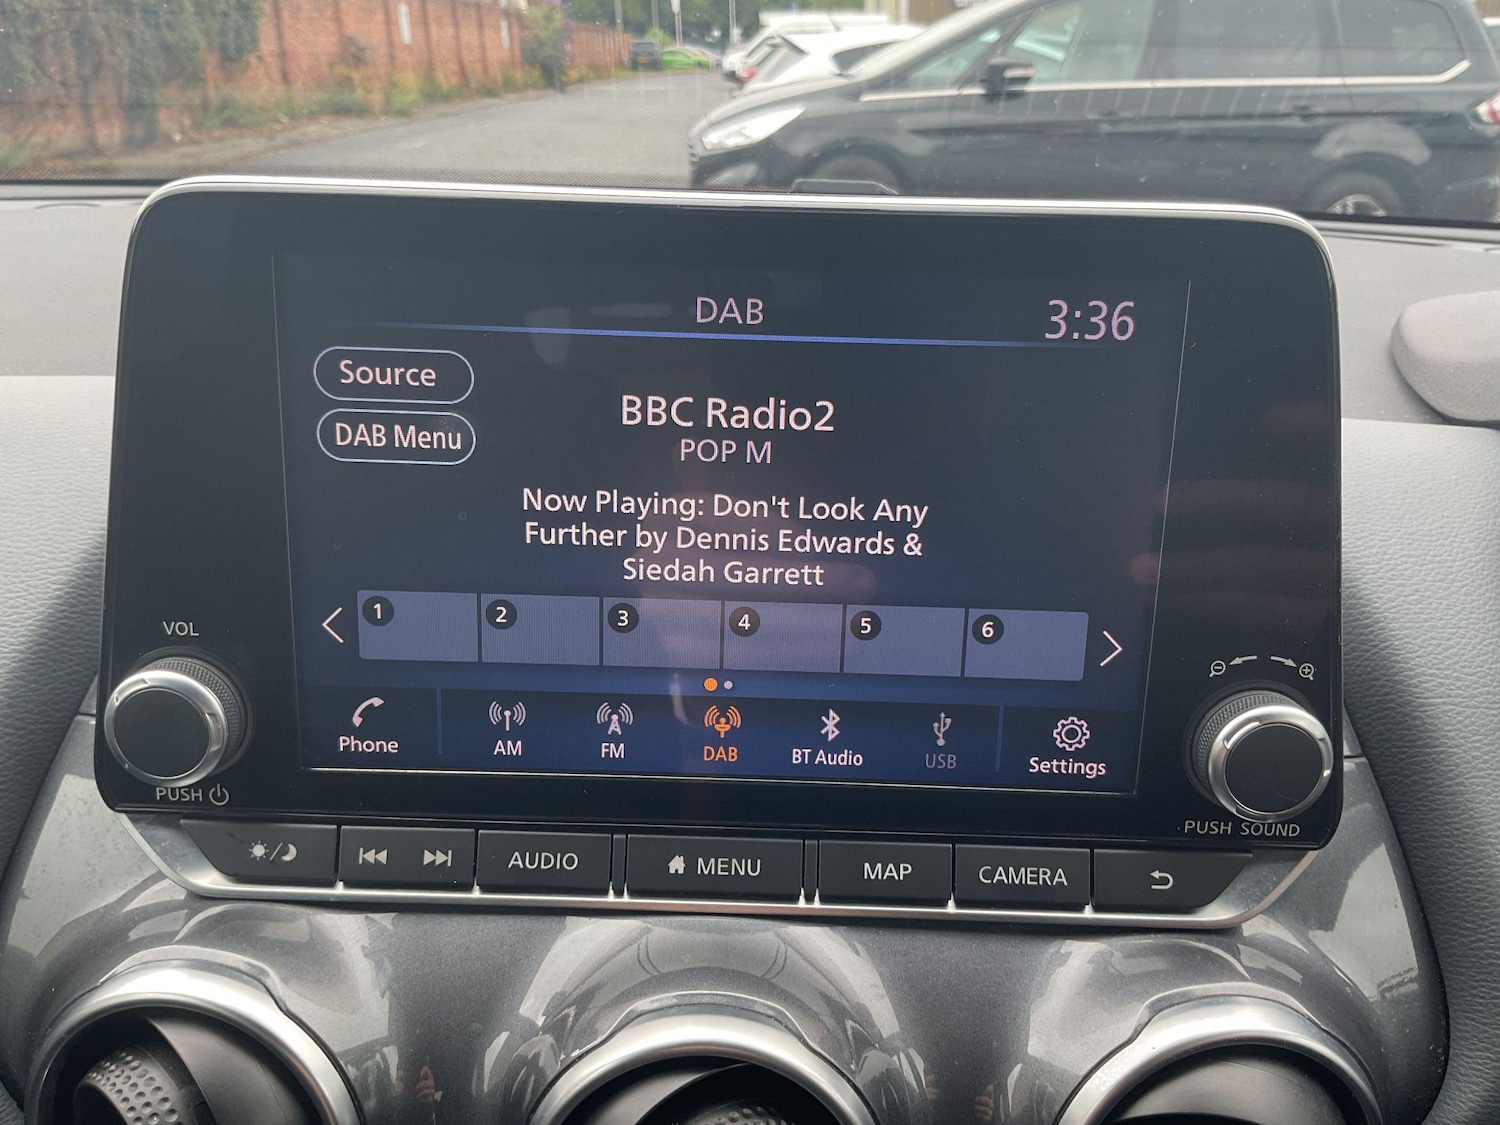 DAB
3:36
Source
DAB Menu
BBC Radio2
POP M
Now Playing: Don't Look Any
Further by Dennis Edwards &
Siedah Garrett
1 2 3 4 5 6
VOL
PUSH
Phone AM FM DAB BT Audio USB Settings
PUSH SOUND
AUDIO MENU MAP CAMERA